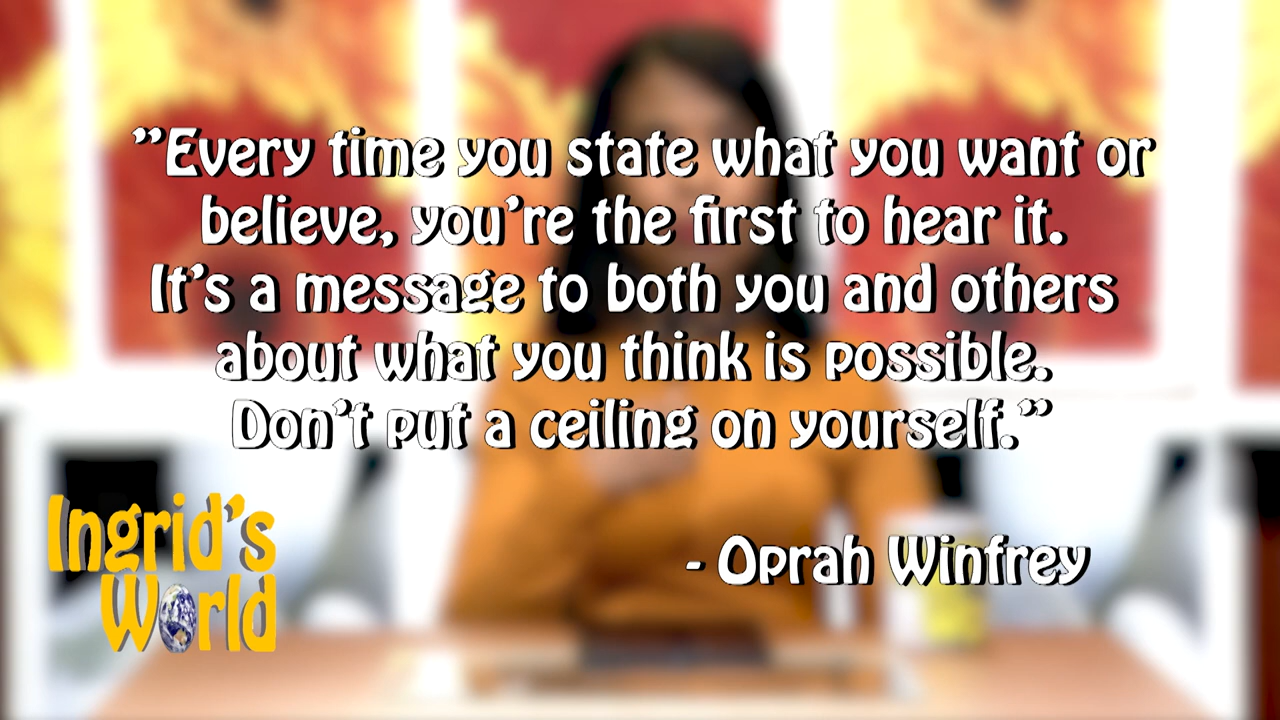 ”Every time you state what you want or
believe, you’re the first to hear it.
It’s a message to both you and others
about what you think is possible.
Don’t put a ceiling on yourself.”
- Oprah Winfrey
Ingrid’s
World